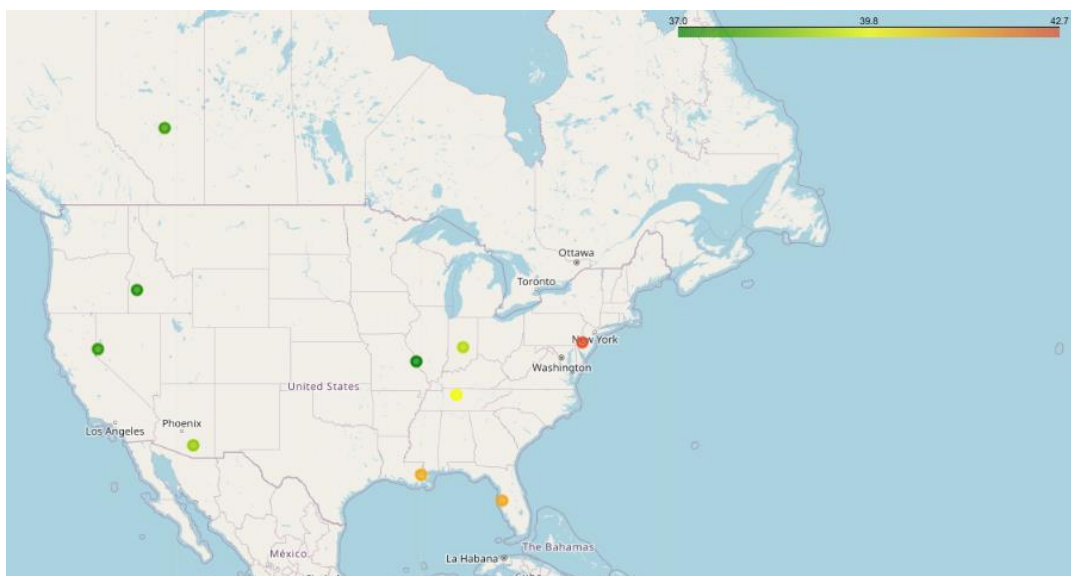 37.0 39.8 42.7
Ottawa
Toronto
New York
Washington
United States
Phoenix
Los Angeles
México
La Habana
The Bahamas